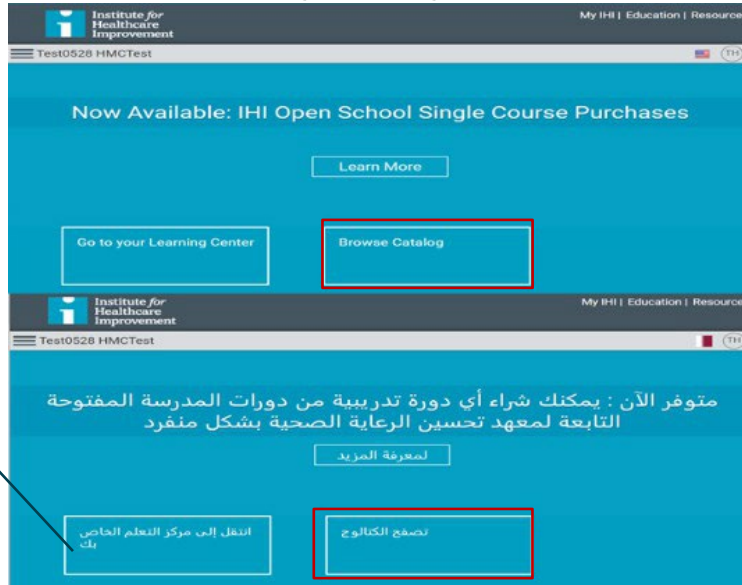 Institute for
Healthcare
Improvement
My IHI | Education | Resource
Test0528 HMCTest
TH
Now Available: IHI Open School Single Course Purchases
Learn More
Go to your Learning Center
Browse Catalog
Institute for
Healthcare
Improvement
My IHI | Education | Resource
Test0528 HMCTest
TH
متوفر الآن : يمكنك شراء أي دورة تدريبية من دورات المدرسة المفتوحة
التابعة لمعهد تحسين الرعاية الصحية بشكل منفرد
لمعرفة المزيد
انتقل إلى مركز التعلم الخاص
بك
تصفح الكتالوج